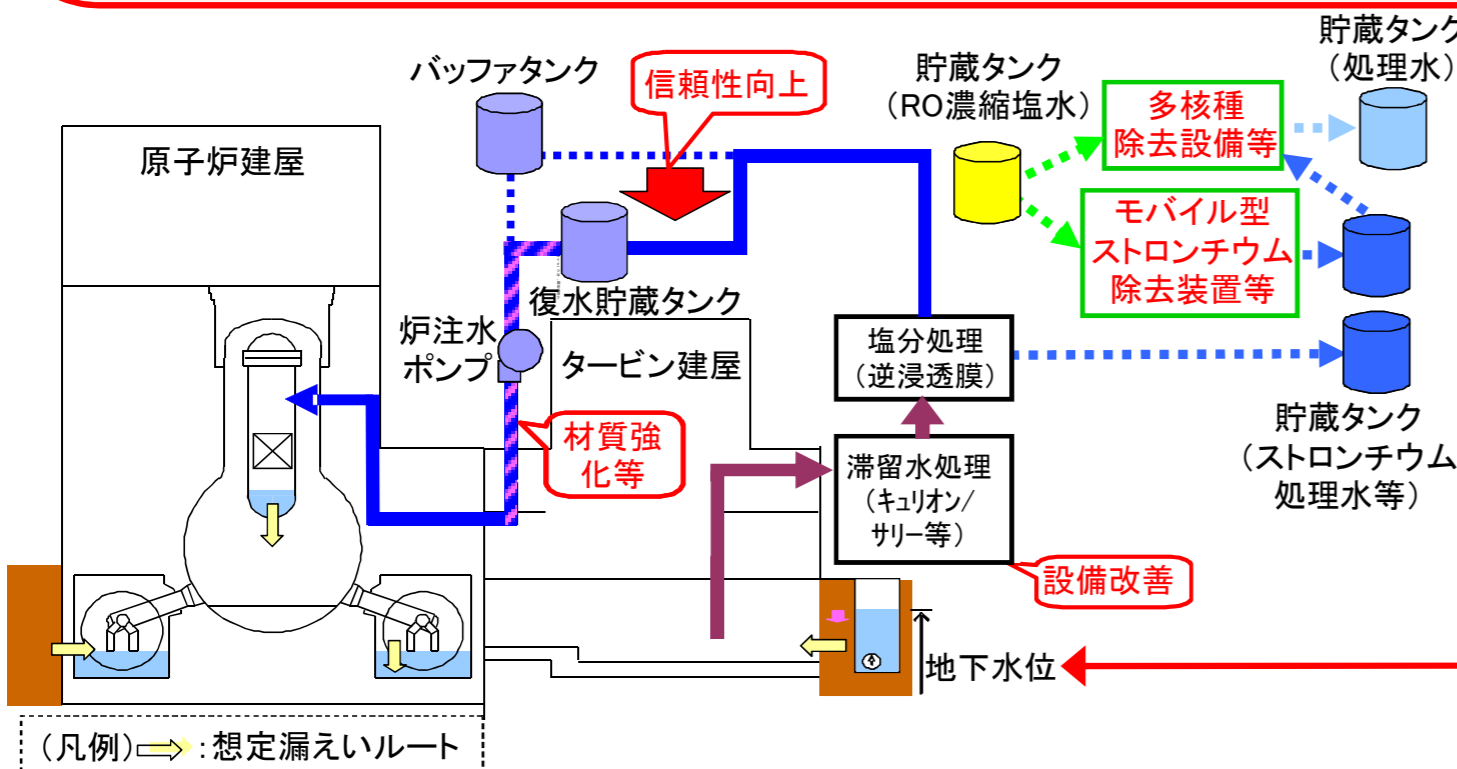 バッファタンク
信頼性向上
貯蔵タンク
（RO濃縮塩水）
多核種
除去設備等
貯蔵タンク
（処理水）
原子炉建屋
モバイル型
ストロンチウム
除去装置等
復水貯蔵タンク
炉注水
ポンプ
タービン建屋
塩分処理
（逆浸透膜）
材質強
化等
滞留水処理
（キュリオン/
サリー等）
貯蔵タンク
（ストロンチウム
処理水等）
設備改善
地下水位
（凡例） ：想定漏えいルート